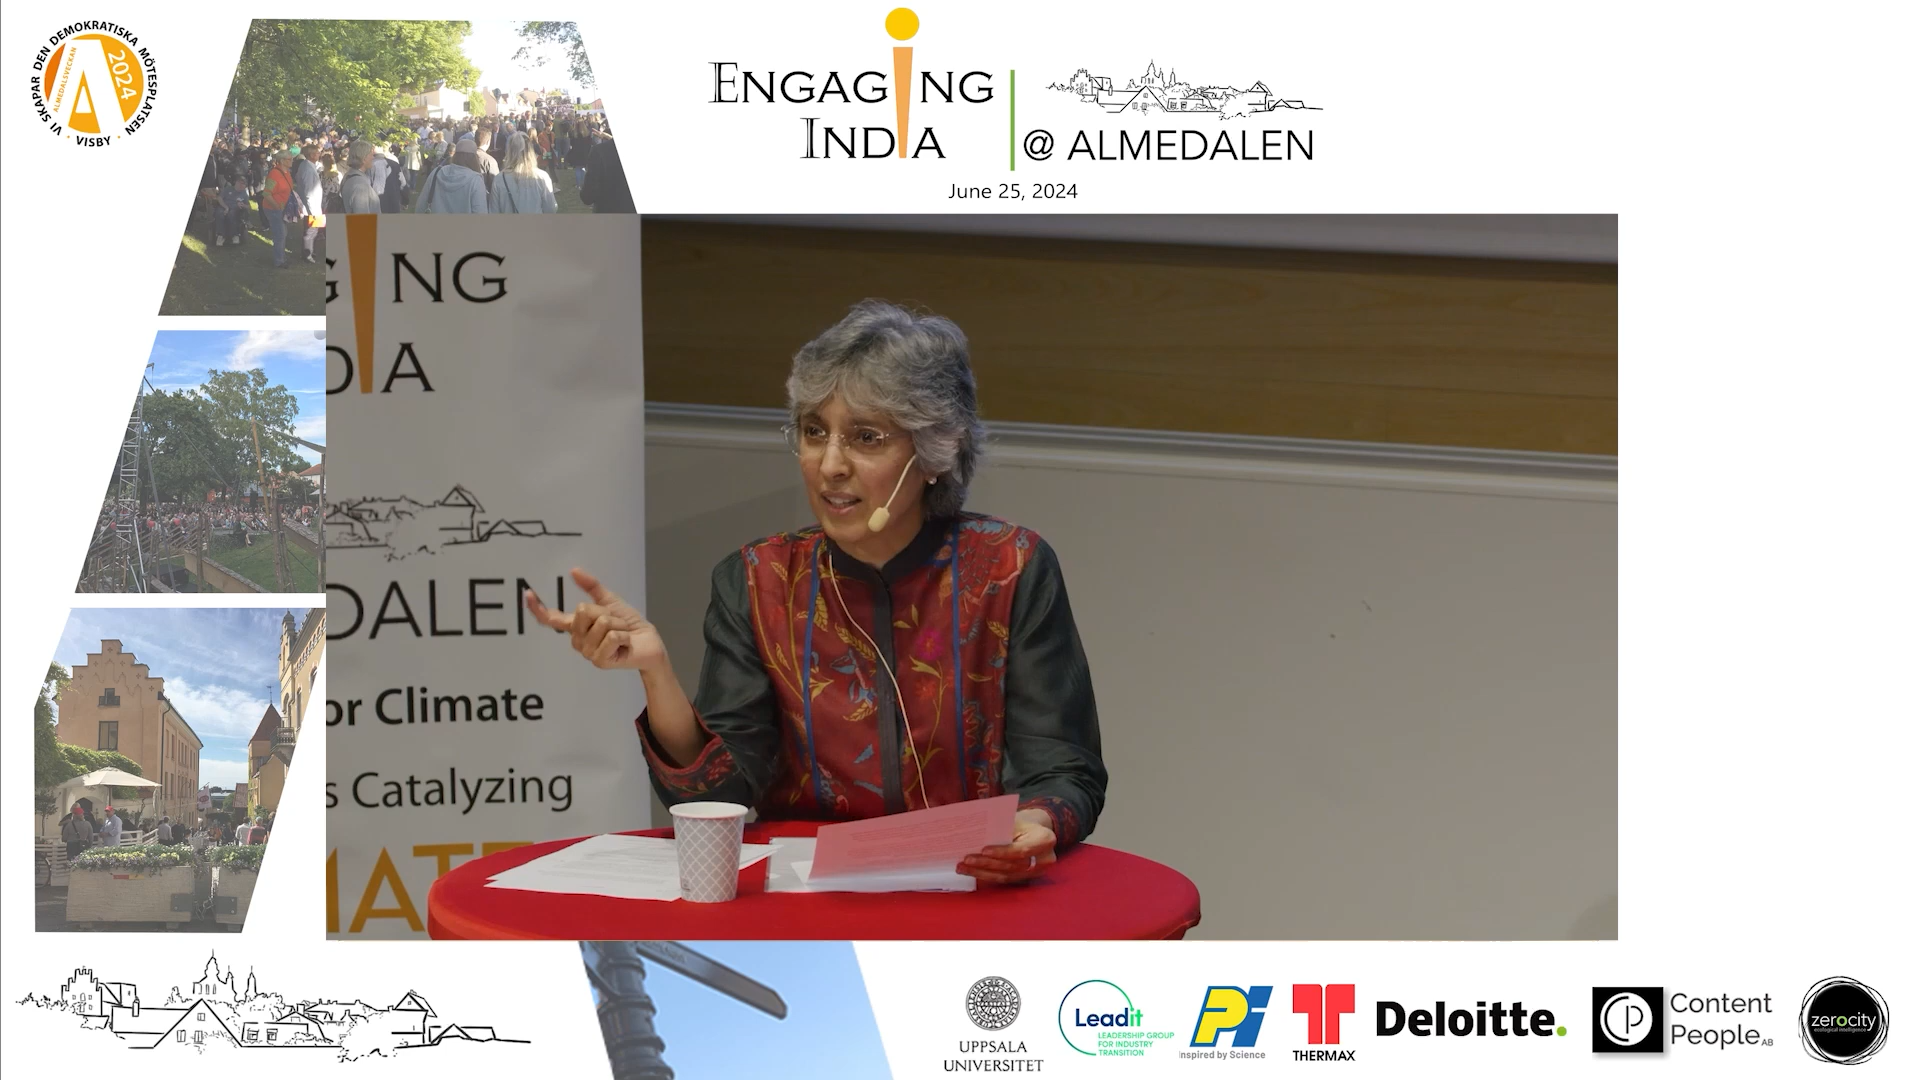 VI SKAPAR DEN DEMOKRATISKA MÖTESPLATSEN
ALMEDALSVECKAN
2024
VISBY
ENGAGING
INDIA
@ ALMEDALEN
June 25, 2024
GING
DIA
DALEN
or Climate
s Catalyzing
MATE
UPPSALA
UNIVERSITET
Leadit
LEADERSHIP GROUP
FOR INDUSTRY
TRANSITION
Inspired by Science
THERMAX
Deloitte.
Content
People AB
zerocity
ecological intelligence